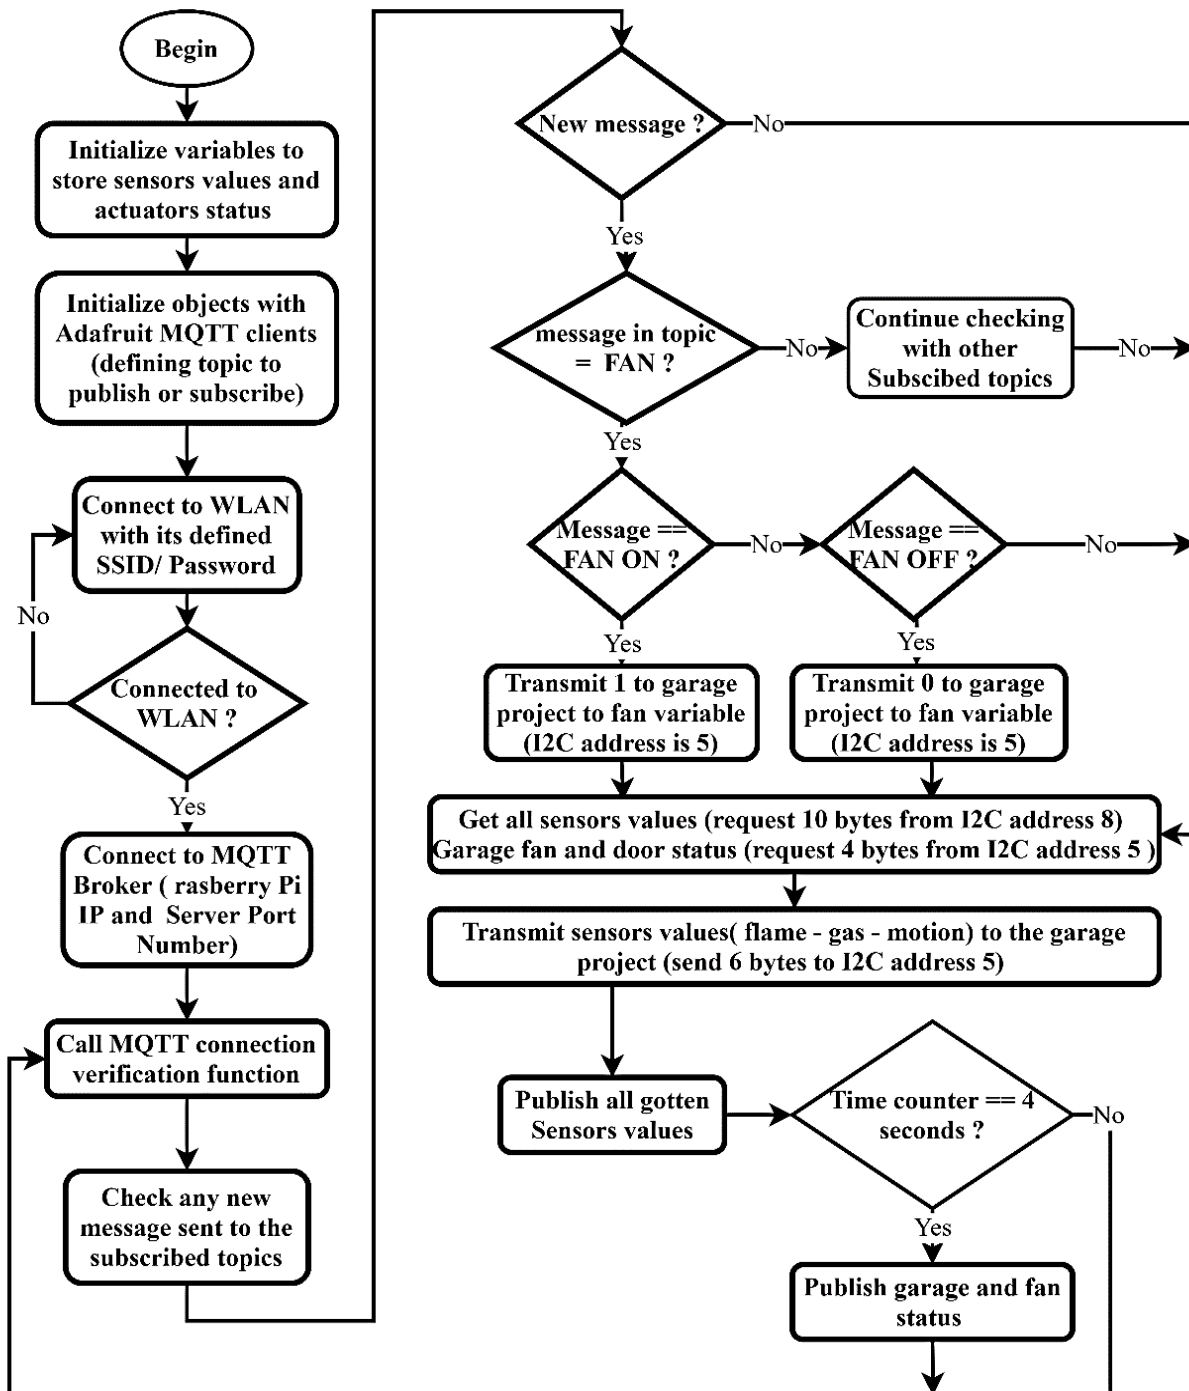 Begin
Initialize variables to
store sensors values and
actuators status
Initialize objects with
Adafruit MQTT clients
(defining topic to
publish or subscribe)
Connect to WLAN
with its defined
SSID/ Password
No
Connected to
WLAN ?
Yes
Connect to MQTT
Broker ( rasberry Pi
IP and Server Port
Number)
Call MQTT connection
verification function
Check any new
message sent to the
subscribed topics
New message ?
No
Yes
message in topic
= FAN ?
No
Continue checking
with other
Subscibed topics
No
Yes
Message ==
FAN ON ?
No
Message ==
FAN OFF ?
No
Yes
Yes
Transmit 1 to garage
project to fan variable
(I2C address is 5)
Transmit 0 to garage
project to fan variable
(I2C address is 5)
Get all sensors values (request 10 bytes from I2C address 8)
Garage fan and door status (request 4 bytes from I2C address 5 )
Transmit sensors values( flame - gas - motion) to the garage
project (send 6 bytes to I2C address 5)
Publish all gotten
Sensors values
Time counter == 4
seconds ?
No
Yes
Publish garage and fan
status